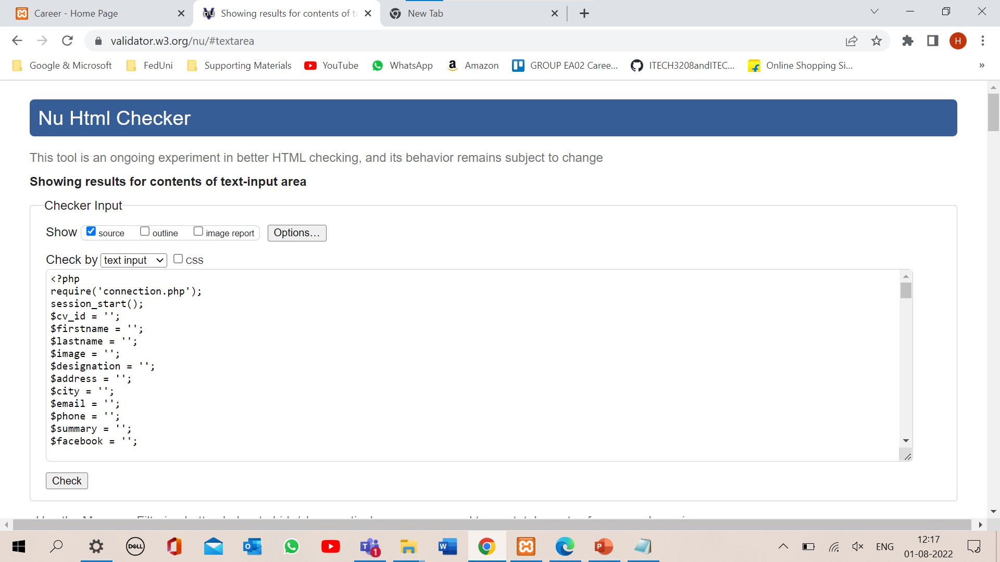 Career - Home Page
Showing results for contents of te
New Tab
validator.w3.org/nu/#textarea
H
Google & Microsoft
FedUni
Supporting Materials
YouTube
WhatsApp
Amazon
GROUP EA02 Caree...
ITECH3208andITEC...
Online Shopping Si...
»
Nu Html Checker
This tool is an ongoing experiment in better HTML checking, and its behavior remains subject to change
Showing results for contents of text-input area
Checker Input
Show source outline image report Options...
Check by text input CSS
<?php
require('connection.php');
session_start();
$cv_id = '';
$firstname = '';
$lastname = '';
$image = '';
$designation = '';
$address = '';
$city = '';
$email = '';
$phone = '';
$summary = '';
$facebook = '';
Check
DELL
1
ENG
12:17
01-08-2022